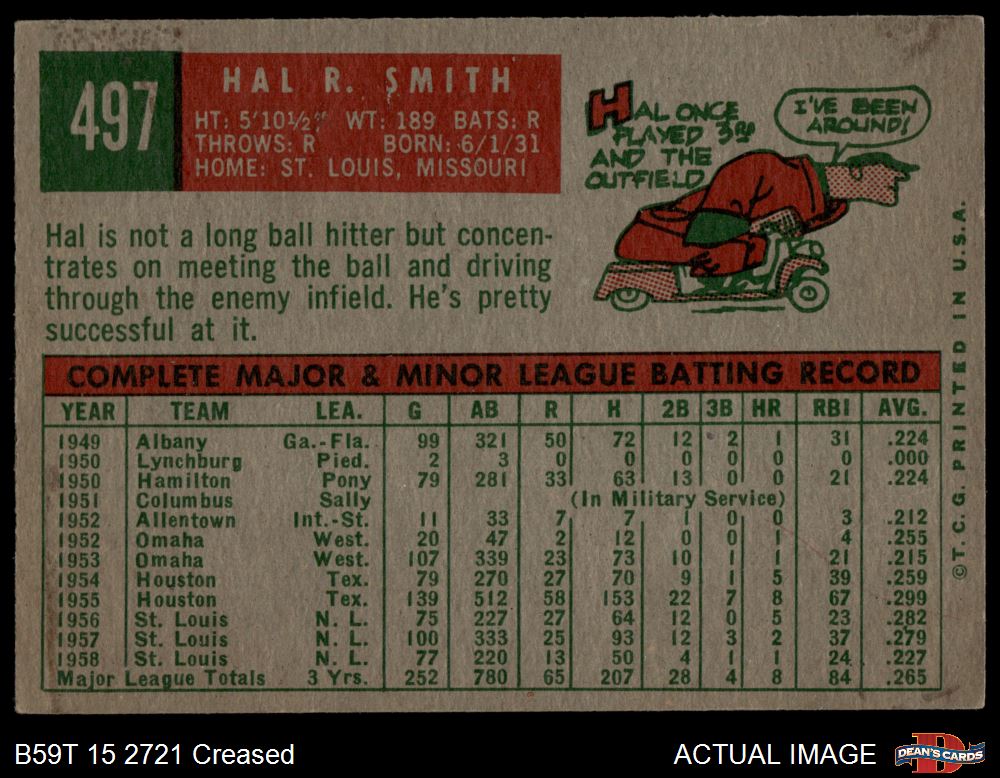 497
HAL R. SMITH
HT: 5'10½" WT: 189 BATS: R
THROWS: R BORN: 6/1/31
HOME: ST. LOUIS, MISSOURI
HAL ONCE
PLAYED 3RD
AND THE
OUTFIELD
I'VE BEEN
AROUND!
Hal is not a long ball hitter but concen-
trates on meeting the ball and driving
through the enemy infield. He's pretty
successful at it.
COMPLETE MAJOR & MINOR LEAGUE BATTING RECORD
YEAR TEAM LEA. G AB R H 2B 3B HR RBI AVG.
1949 Albany Ga.-Fla. 99 321 50 72 12 2 1 31 .224
1950 Lynchburg Pied. 2 3 0 0 0 0 0 0 .000
1950 Hamilton Pony 79 281 33 63 13 0 0 21 .224
1951 Columbus Sally (In Military Service)
1952 Allentown Int.-St. 11 33 7 7 1 0 0 3 .212
1952 Omaha West. 20 47 2 12 0 0 1 4 .255
1953 Omaha West. 107 339 23 73 10 1 1 21 .215
1954 Houston Tex. 79 270 27 70 9 1 5 39 .259
1955 Houston Tex. 139 512 58 153 22 7 8 67 .299
1956 St. Louis N. L. 75 227 27 64 12 0 5 23 .282
1957 St. Louis N. L. 100 333 25 93 12 3 2 37 .279
1958 St. Louis N. L. 77 220 13 50 4 1 1 24 .227
Major League Totals 3 Yrs. 252 780 65 207 28 4 8 84 .265
©T. C. G. PRINTED IN U.S.A.
B59T 15 2721 Creased
ACTUAL IMAGE
DEAN'S CARDS